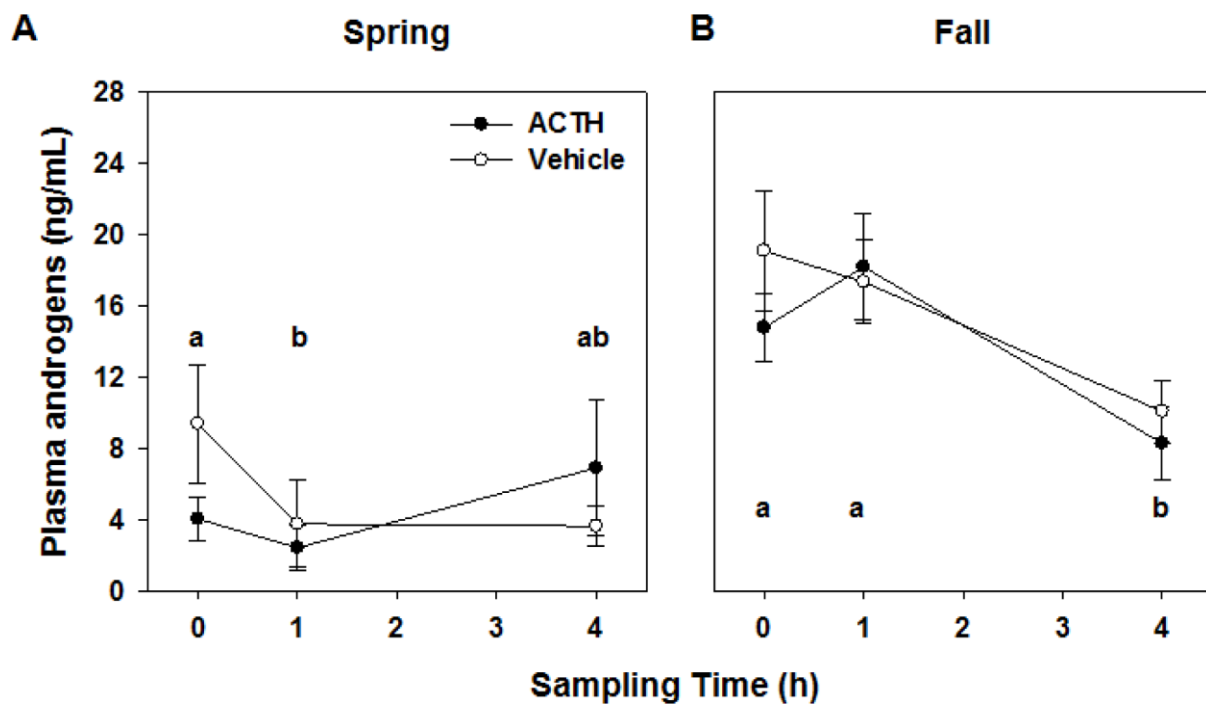 A Spring B Fall
Plasma androgens (ng/mL)
28
24
20
16
12
8
4
0
ACTH
Vehicle
a b ab
a a b
0 1 2 3 4
0 1 2 3 4
Sampling Time (h)